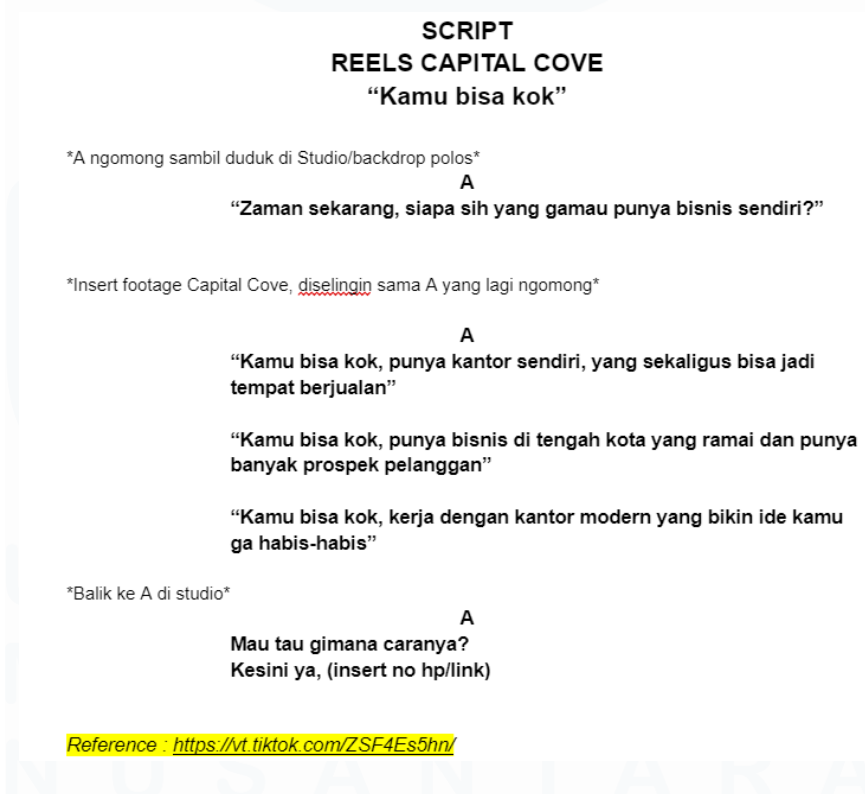 SCRIPT
REELS CAPITAL COVE
“Kamu bisa kok”
*A ngomong sambil duduk di Studio/backdrop polos*
A
“Zaman sekarang, siapa sih yang gamau punya bisnis sendiri?”
*Insert footage Capital Cove, diselingin sama A yang lagi ngomong*
A
“Kamu bisa kok, punya kantor sendiri, yang sekaligus bisa jadi
tempat berjualan”
“Kamu bisa kok, punya bisnis di tengah kota yang ramai dan punya
banyak prospek pelanggan”
“Kamu bisa kok, kerja dengan kantor modern yang bikin ide kamu
ga habis-habis”
*Balik ke A di studio*
A
Mau tau gimana caranya?
Kesini ya, (insert no hp/link)
Reference : https://vt.tiktok.com/ZSF4Es5hn/